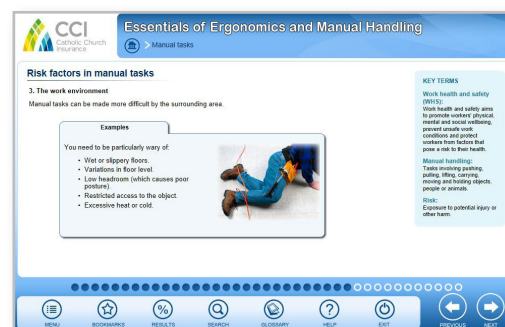 CCI
Catholic Church
Insurance
Essentials of Ergonomics and Manual Handling
> Manual tasks
Risk factors in manual tasks
3. The work environment
Manual tasks can be made more difficult by the surrounding area.
Examples
You need to be particularly wary of:
• Wet or slippery floors.
• Variations in floor level.
• Low headroom (which causes poor
posture).
• Restricted access to the object.
• Excessive heat or cold.
KEY TERMS
Work health and safety
(WHS):
Work health and safety aims
to promote workers' physical,
mental and social wellbeing,
prevent unsafe work
conditions and protect
workers from factors that
pose a risk to their health.
Manual handling:
Tasks involving pushing,
pulling, lifting, carrying,
moving and holding objects,
people or animals.
Risk:
Exposure to potential injury or
other harm.
MENU
BOOKMARKS
%
RESULTS
SEARCH
GLOSSARY
?
HELP
EXIT
PREVIOUS
NEXT